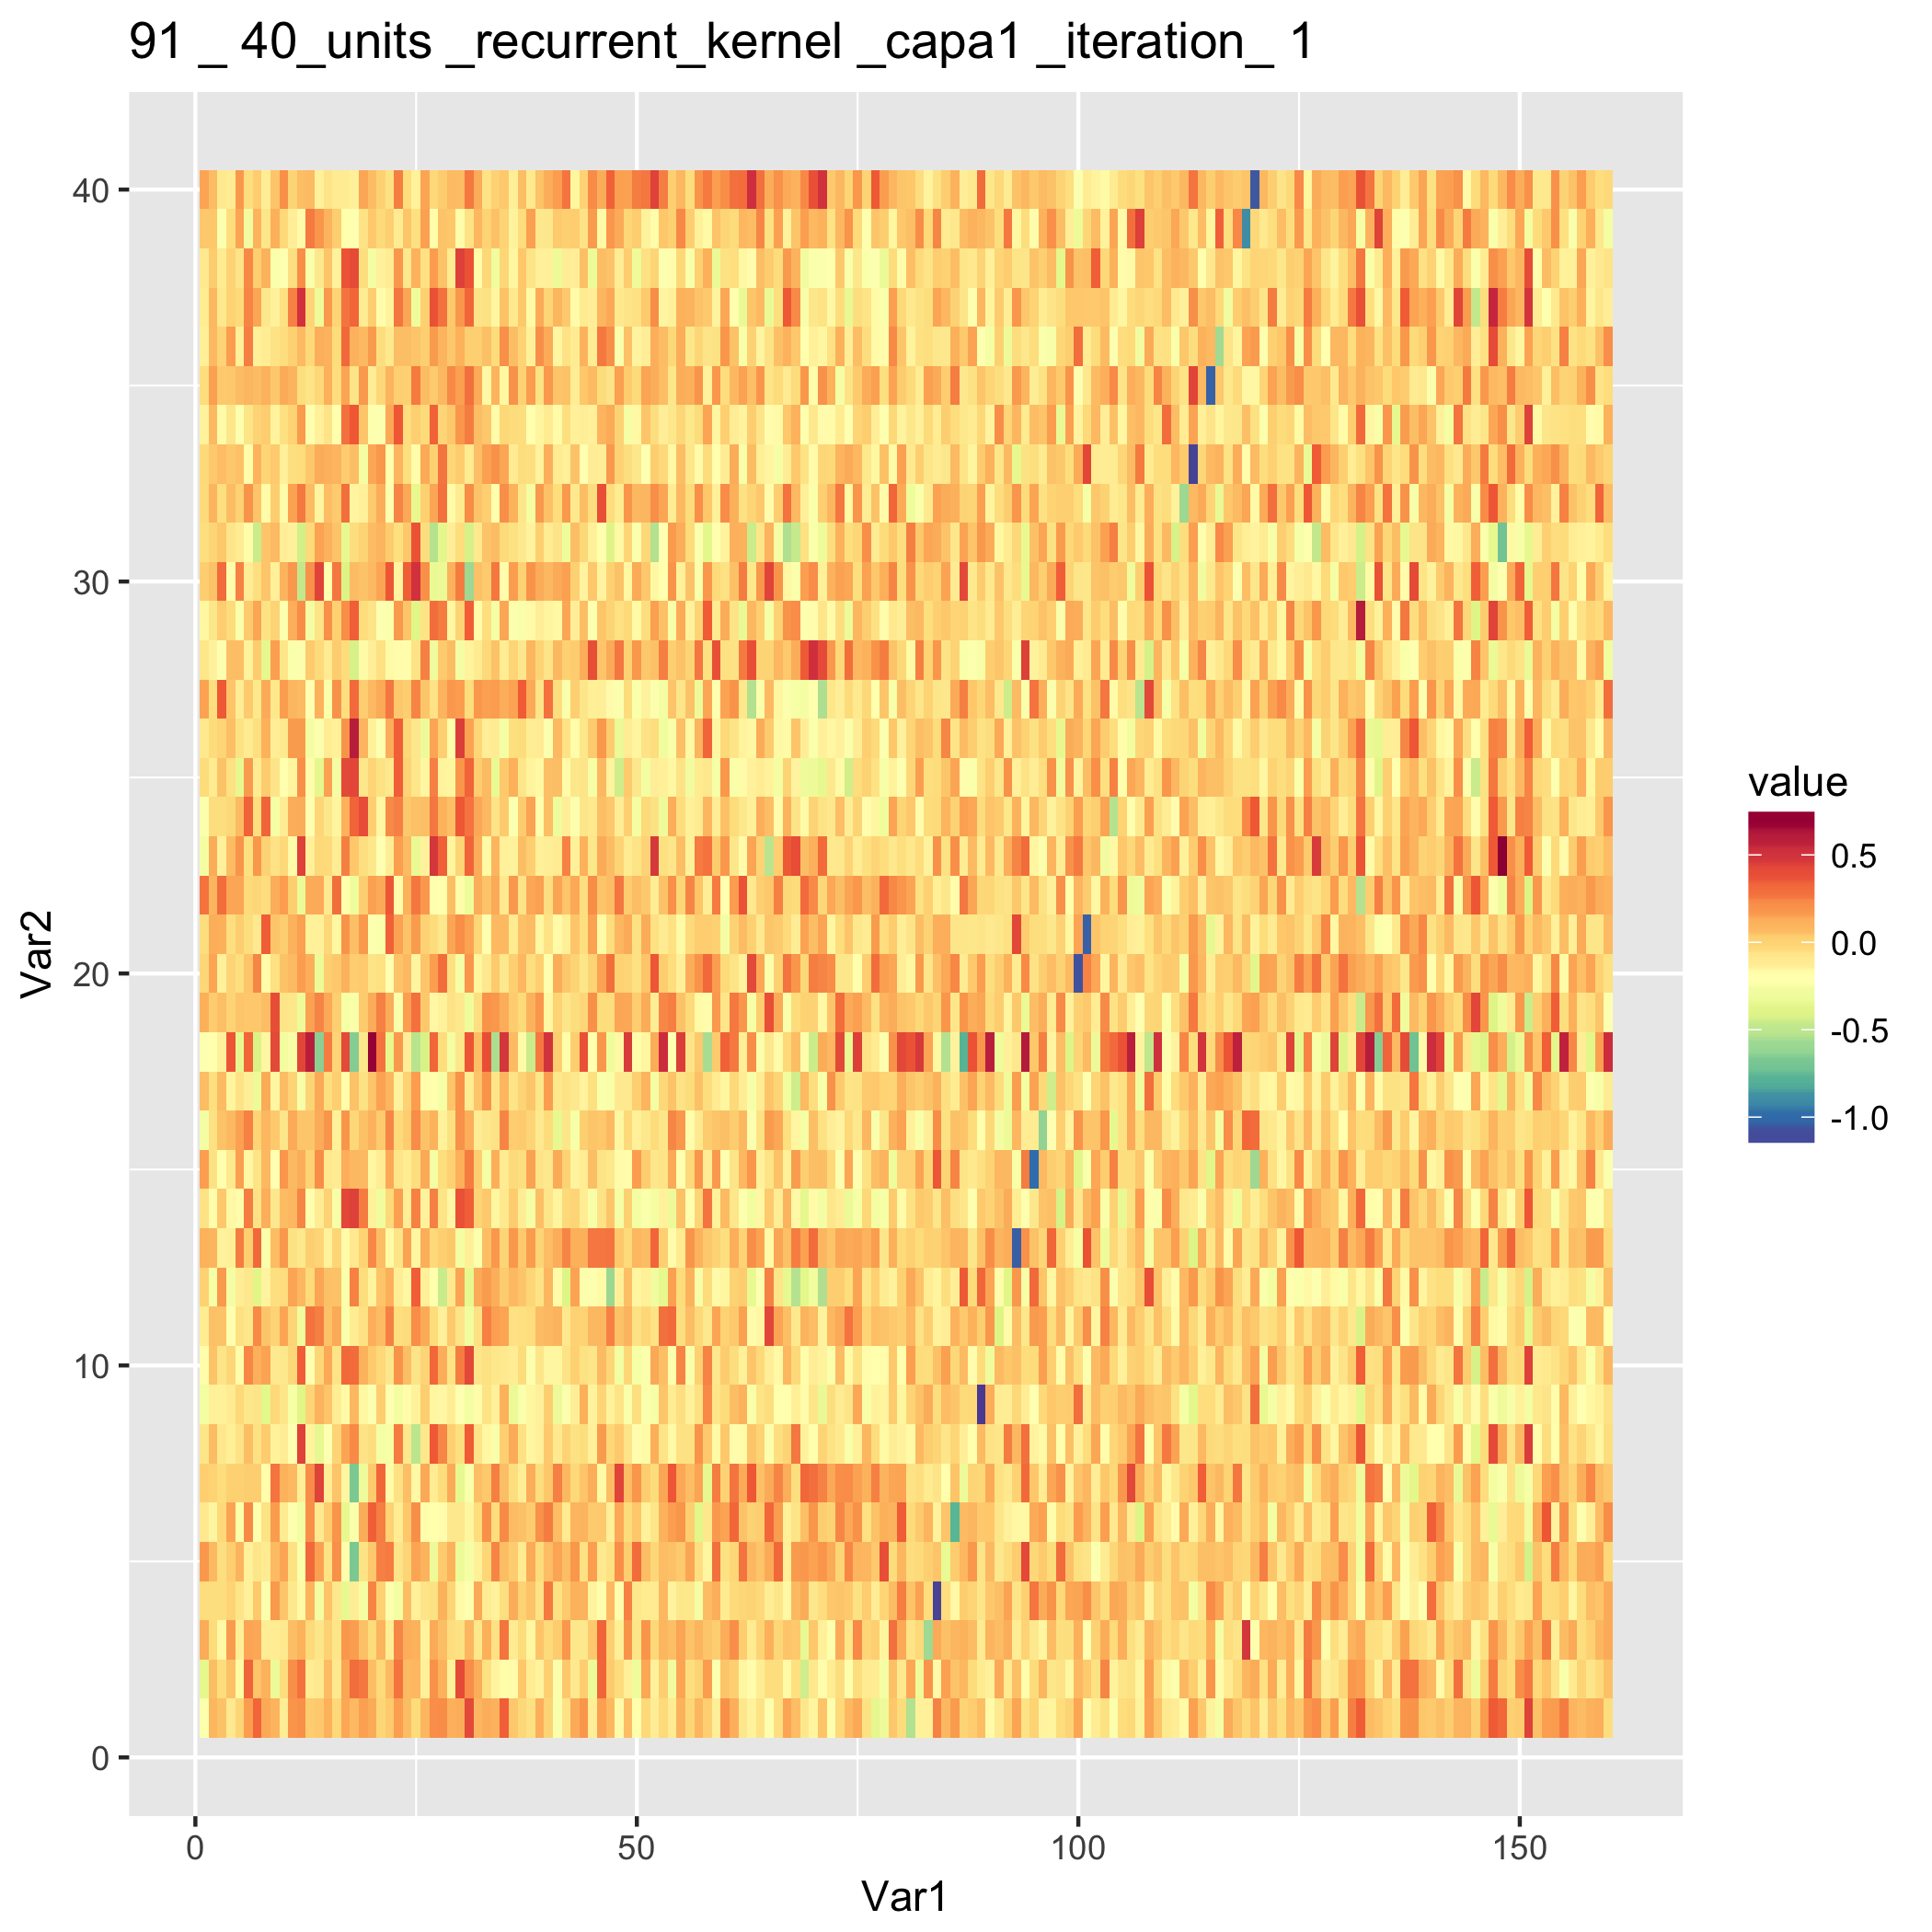 91 _ 40_units _recurrent_kernel _capa1 _iteration_ 1
40
30
20
10
0
Var2
0 50 100 150
Var1
value
0.5
0.0
-0.5
-1.0